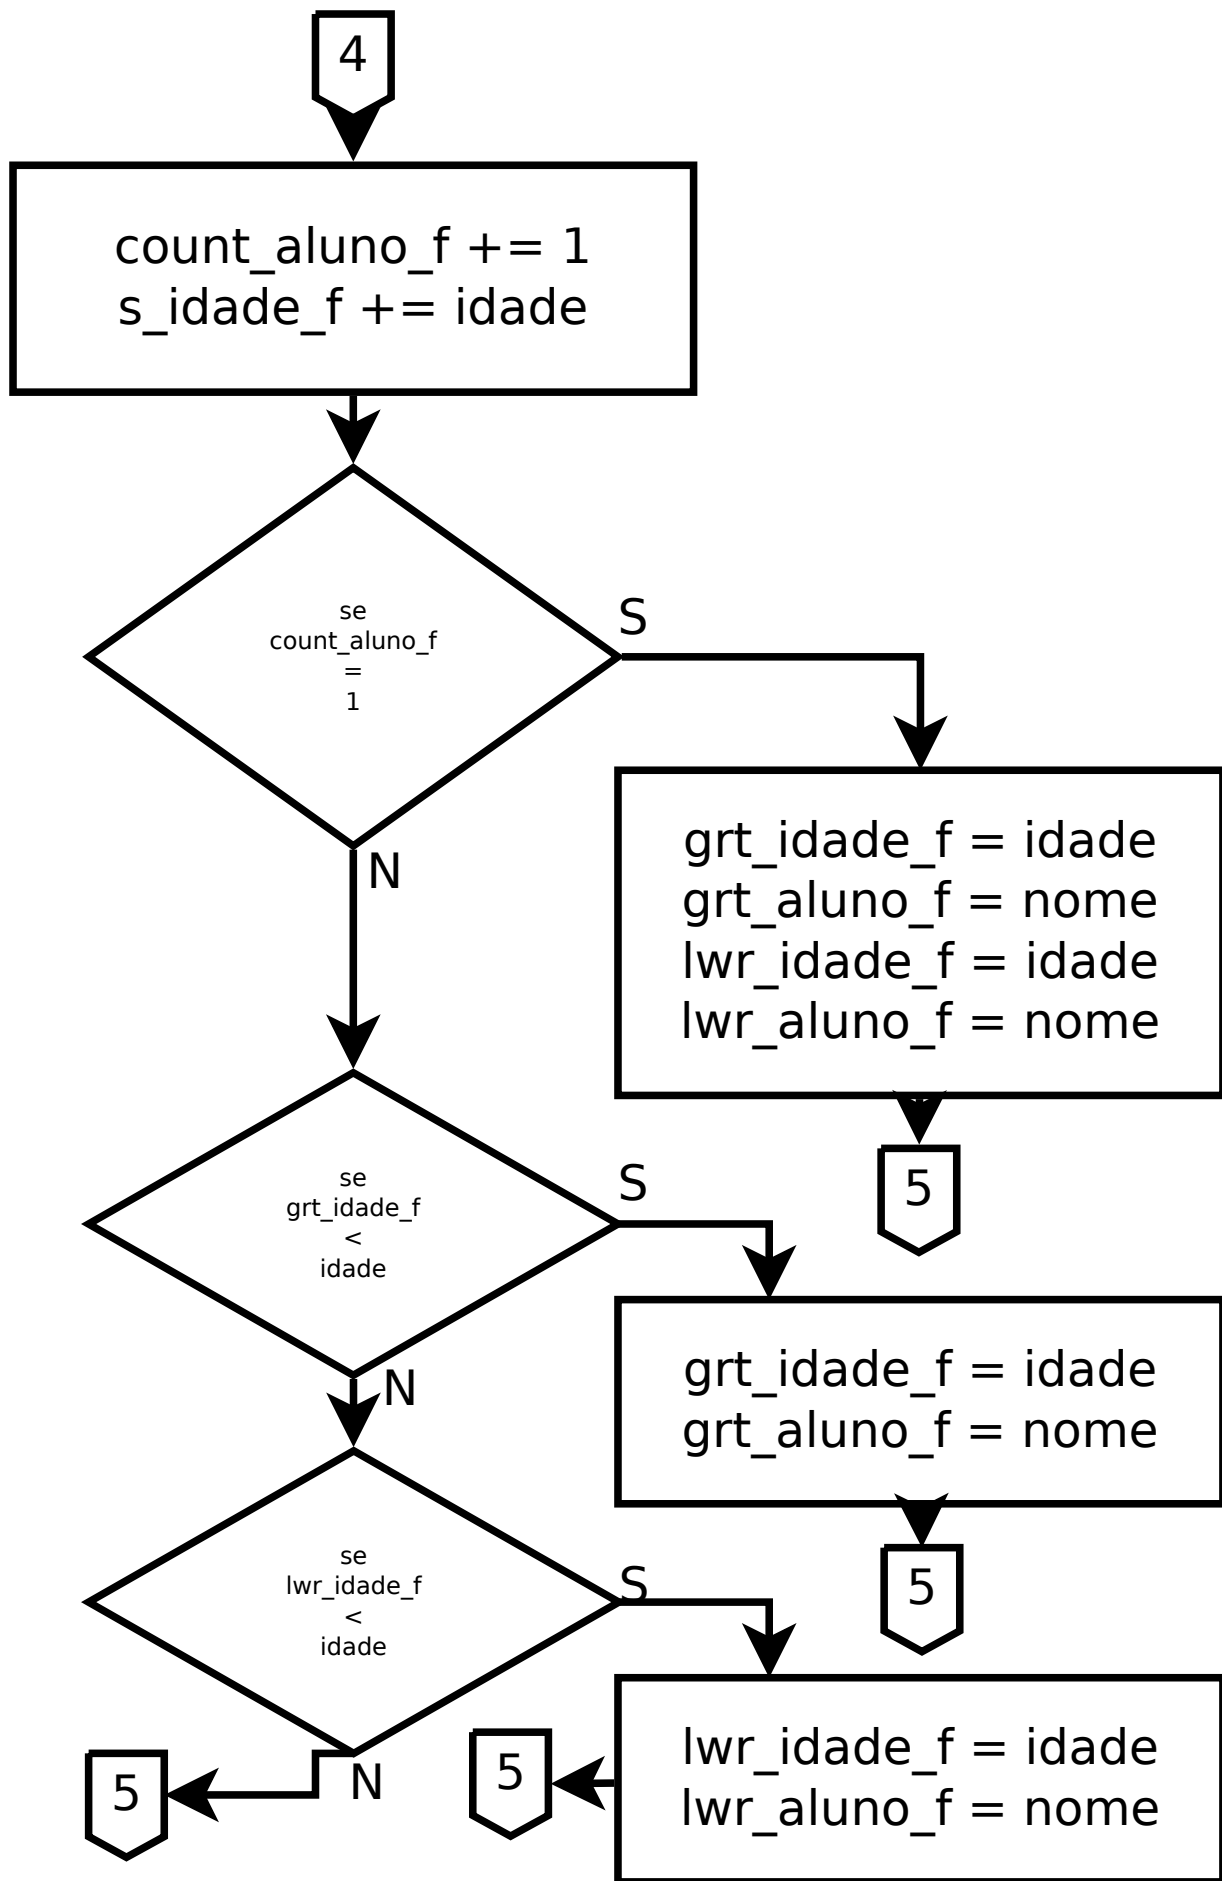 4
count_aluno_f += 1
s_idade_f += idade
se
count_aluno_f
=
1
S
N
grt_idade_f = idade
grt_aluno_f = nome
lwr_idade_f = idade
lwr_aluno_f = nome
5
se
grt_idade_f
<
idade
S
N
grt_idade_f = idade
grt_aluno_f = nome
5
se
lwr_idade_f
<
idade
S
N
lwr_idade_f = idade
lwr_aluno_f = nome
5
5